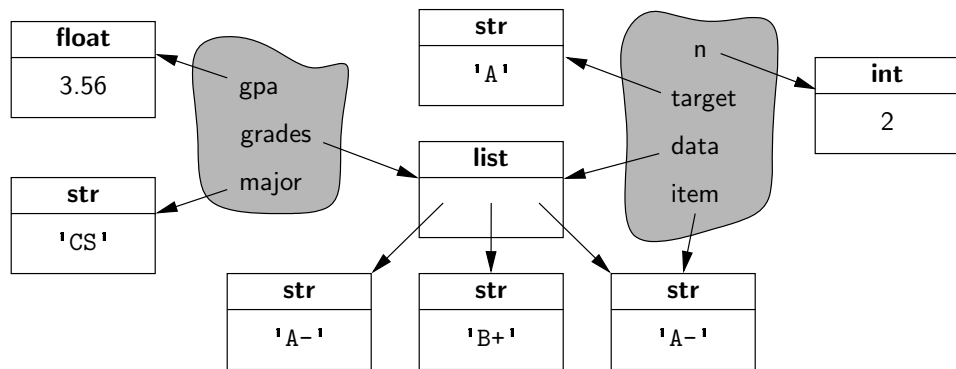 float
3.56
gpa
grades
major
str
'CS'
str
'A'
n
target
data
item
int
2
list
str
'A-'
str
'B+'
str
'A-'